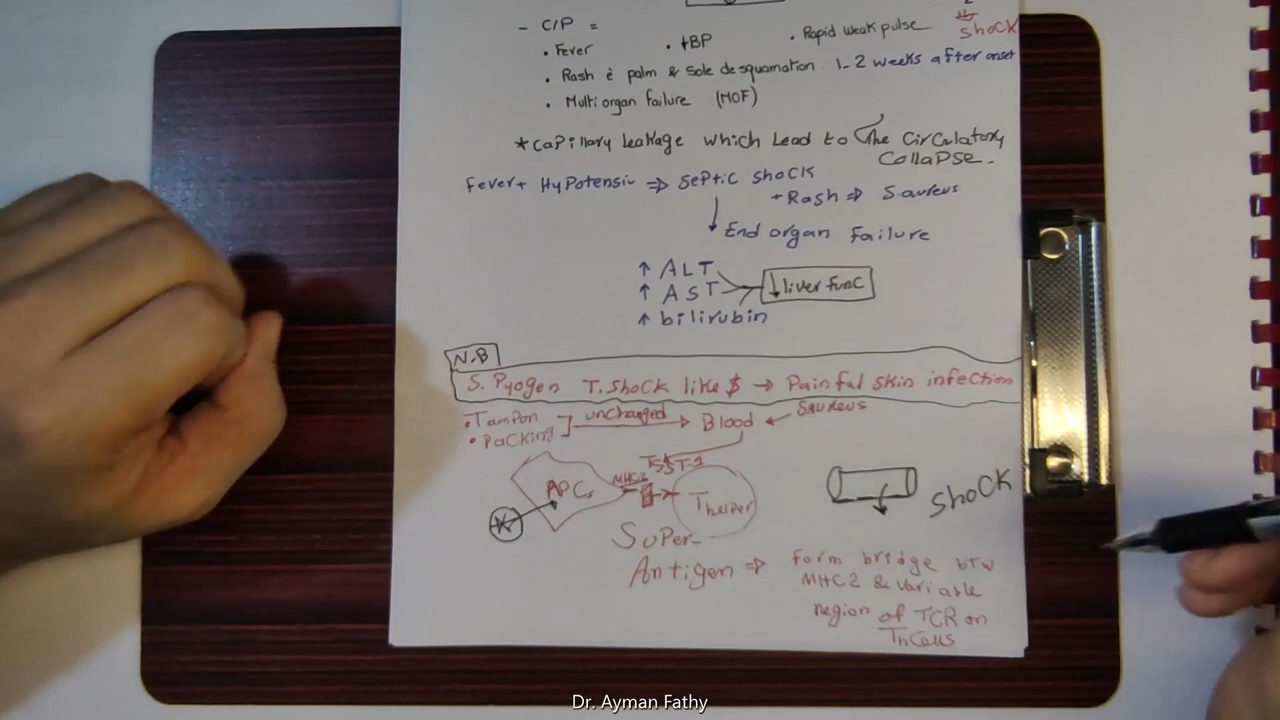 - C/P =
• Fever • ↓BP • Rapid weak pulse
⇓ Shock
• Rash è palm & Sole desquamation 1-2 weeks after onset
• Multi organ failure (MOF)
* Capillary leakage which Lead to The Circulatory
Collapse.
Fever + Hypotensiv ⇒ Septic shock
+ Rash ⇒ S. aureus
↓ End organ Failure
↑ ALT
↑ AST
↓ liver func
↑ bilirubin
N.B
S. Pyogen T. Shock like $ → Painful skin infection
• Tampon
• Packing
unchanged → Blood ← S. aureus
TSST-1
APCs MHC2 T helper
K
Super-
Antigen ⇒ form bridge btw
MHC2 & variable
region of TCR on
Th Cells
Shock
Dr. Ayman Fathy